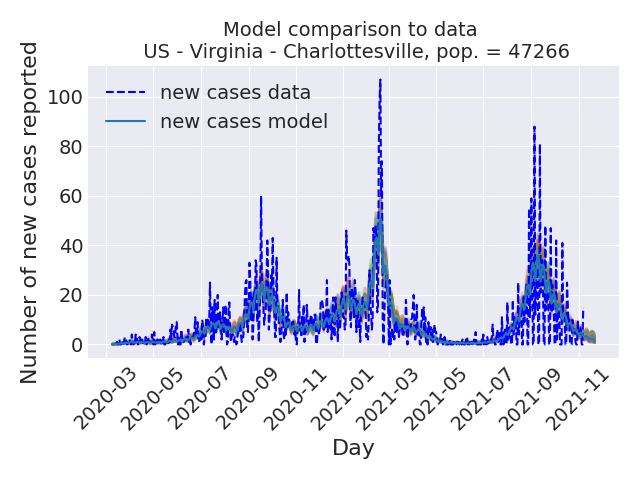 Model comparison to data
US - Virginia - Charlottesville, pop. = 47266
new cases data
new cases model
Number of new cases reported
100
80
60
40
20
0
2020-03
2020-05
2020-07
2020-09
2020-11
2021-01
2021-03
2021-05
2021-07
2021-09
2021-11
Day